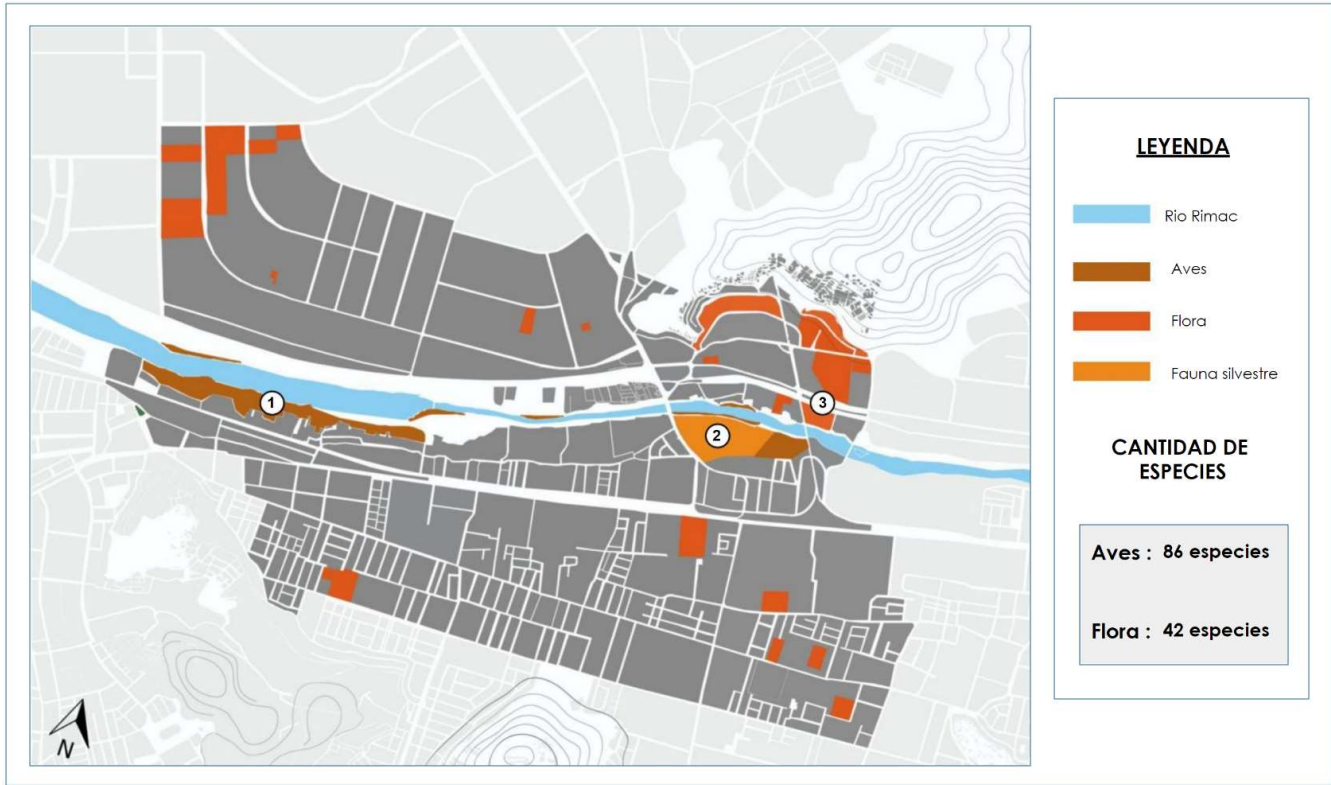 1
2
3
N
LEYENDA
Rio Rimac
Aves
Flora
Fauna silvestre
CANTIDAD DE
ESPECIES
Aves : 86 especies
Flora : 42 especies